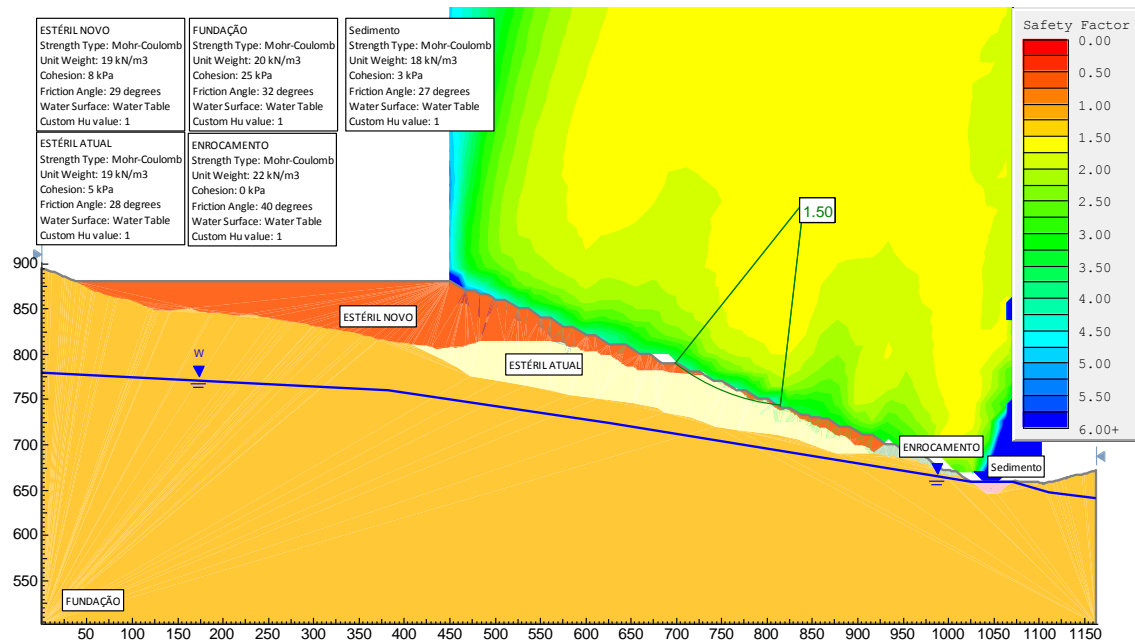 ESTÉRIL NOVO
Strength Type: Mohr-Coulomb
Unit Weight: 19 kN/m3
Cohesion: 8 kPa
Friction Angle: 29 degrees
Water Surface: Water Table
Custom Hu value: 1
FUNDAÇÃO
Strength Type: Mohr-Coulomb
Unit Weight: 20 kN/m3
Cohesion: 25 kPa
Friction Angle: 32 degrees
Water Surface: Water Table
Custom Hu value: 1
Sedimento
Strength Type: Mohr-Coulomb
Unit Weight: 18 kN/m3
Cohesion: 3 kPa
Friction Angle: 27 degrees
Water Surface: Water Table
Custom Hu value: 1
ESTÉRIL ATUAL
Strength Type: Mohr-Coulomb
Unit Weight: 19 kN/m3
Cohesion: 5 kPa
Friction Angle: 28 degrees
Water Surface: Water Table
Custom Hu value: 1
ENROCAMENTO
Strength Type: Mohr-Coulomb
Unit Weight: 22 kN/m3
Cohesion: 0 kPa
Friction Angle: 40 degrees
Water Surface: Water Table
Custom Hu value: 1
Safety Factor
0.00
0.50
1.00
1.50
2.00
2.50
3.00
3.50
4.00
4.50
5.00
5.50
6.00+
1.50
ESTÉRIL NOVO
W
ESTÉRIL ATUAL
ENROCAMENTO
Sedimento
FUNDAÇÃO
900
850
800
750
700
650
600
550
50 100 150 200 250 300 350 400 450 500 550 600 650 700 750 800 850 900 950 1000 1050 1100 1150